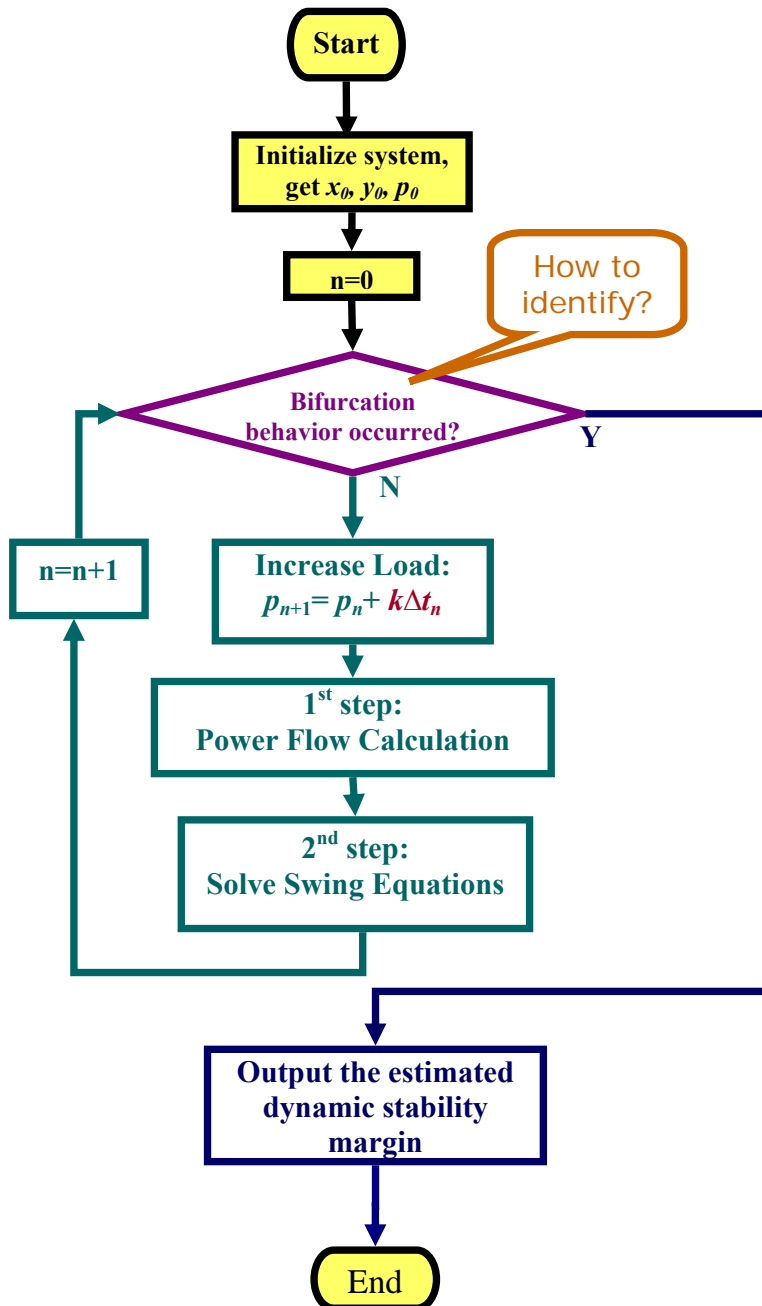 Start
Initialize system,
get x₀, y₀, p₀
n=0
How to
identify?
Bifurcation
behavior occurred?
Y
N
n=n+1
Increase Load:
pₙ₊₁= pₙ+ kΔtₙ
1ˢᵗ step:
Power Flow Calculation
2ⁿᵈ step:
Solve Swing Equations
Output the estimated
dynamic stability
margin
End